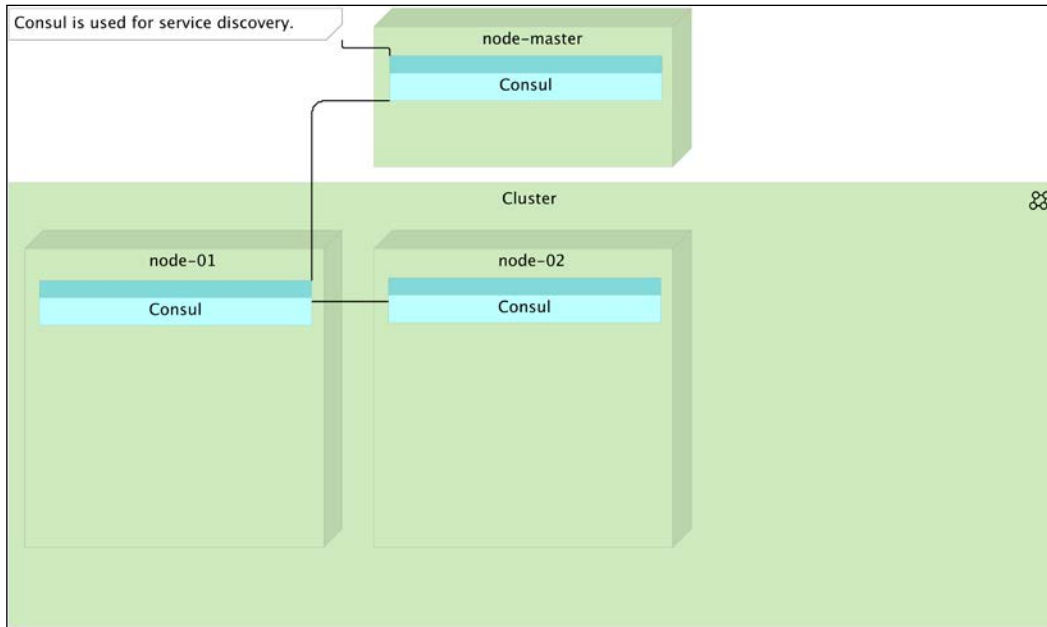 Consul is used for service discovery.
node-master
Consul
Cluster
node-01
node-02
Consul
Consul